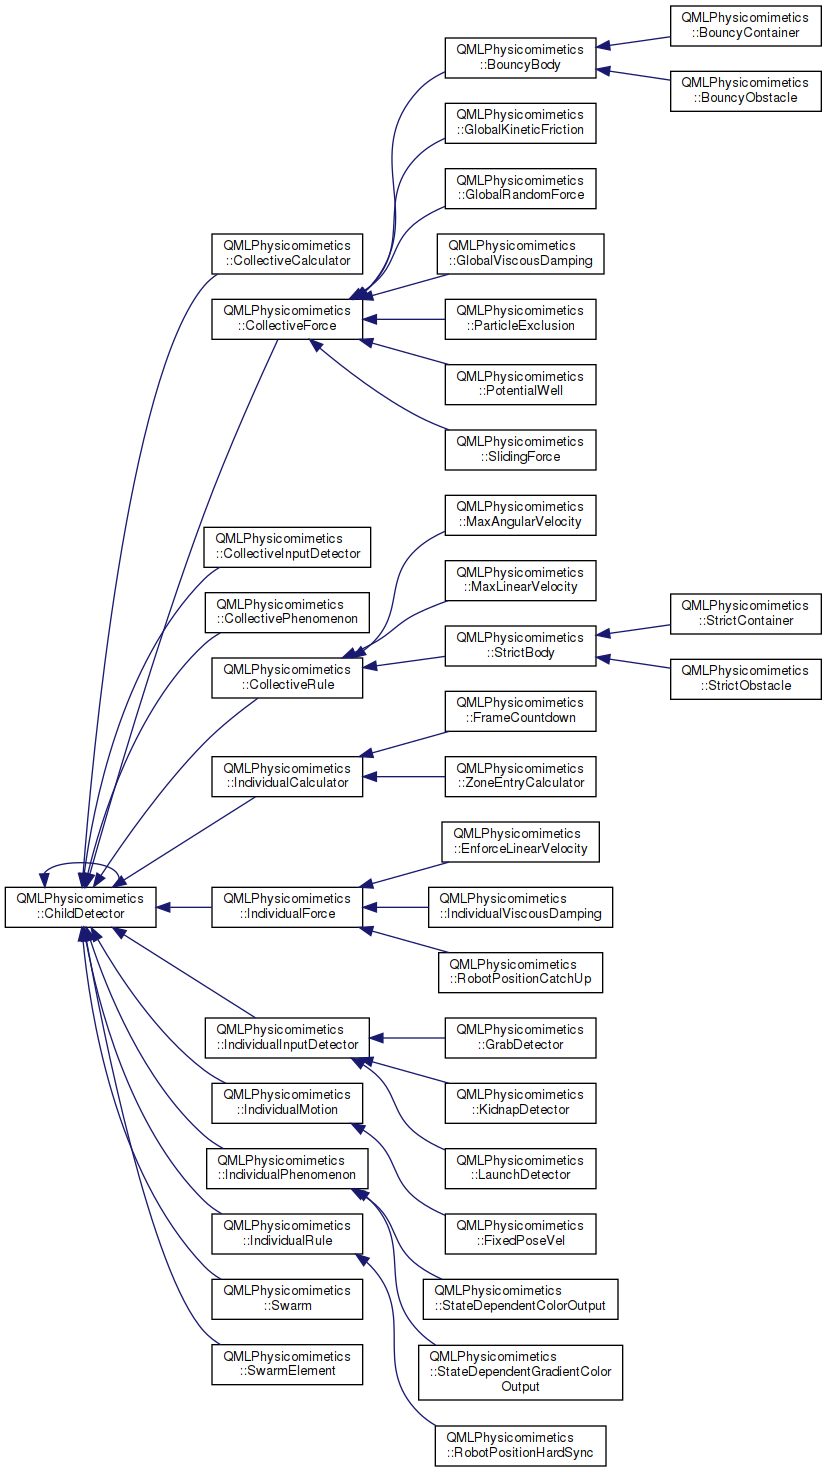 QMLPhysicomimetics
::ChildDetector
QMLPhysicomimetics
::CollectiveCalculator
QMLPhysicomimetics
::CollectiveForce
QMLPhysicomimetics
::CollectiveInputDetector
QMLPhysicomimetics
::CollectivePhenomenon
QMLPhysicomimetics
::CollectiveRule
QMLPhysicomimetics
::IndividualCalculator
QMLPhysicomimetics
::IndividualForce
QMLPhysicomimetics
::IndividualInputDetector
QMLPhysicomimetics
::IndividualMotion
QMLPhysicomimetics
::IndividualPhenomenon
QMLPhysicomimetics
::IndividualRule
QMLPhysicomimetics
::Swarm
QMLPhysicomimetics
::SwarmElement
QMLPhysicomimetics
::BouncyBody
QMLPhysicomimetics
::GlobalKineticFriction
QMLPhysicomimetics
::GlobalRandomForce
QMLPhysicomimetics
::GlobalViscousDamping
QMLPhysicomimetics
::ParticleExclusion
QMLPhysicomimetics
::PotentialWell
QMLPhysicomimetics
::SlidingForce
QMLPhysicomimetics
::MaxAngularVelocity
QMLPhysicomimetics
::MaxLinearVelocity
QMLPhysicomimetics
::StrictBody
QMLPhysicomimetics
::FrameCountdown
QMLPhysicomimetics
::ZoneEntryCalculator
QMLPhysicomimetics
::EnforceLinearVelocity
QMLPhysicomimetics
::IndividualViscousDamping
QMLPhysicomimetics
::RobotPositionCatchUp
QMLPhysicomimetics
::GrabDetector
QMLPhysicomimetics
::KidnapDetector
QMLPhysicomimetics
::LaunchDetector
QMLPhysicomimetics
::FixedPoseVel
QMLPhysicomimetics
::StateDependentColorOutput
QMLPhysicomimetics
::StateDependentGradientColor
Output
QMLPhysicomimetics
::RobotPositionHardSync
QMLPhysicomimetics
::BouncyContainer
QMLPhysicomimetics
::BouncyObstacle
QMLPhysicomimetics
::StrictContainer
QMLPhysicomimetics
::StrictObstacle